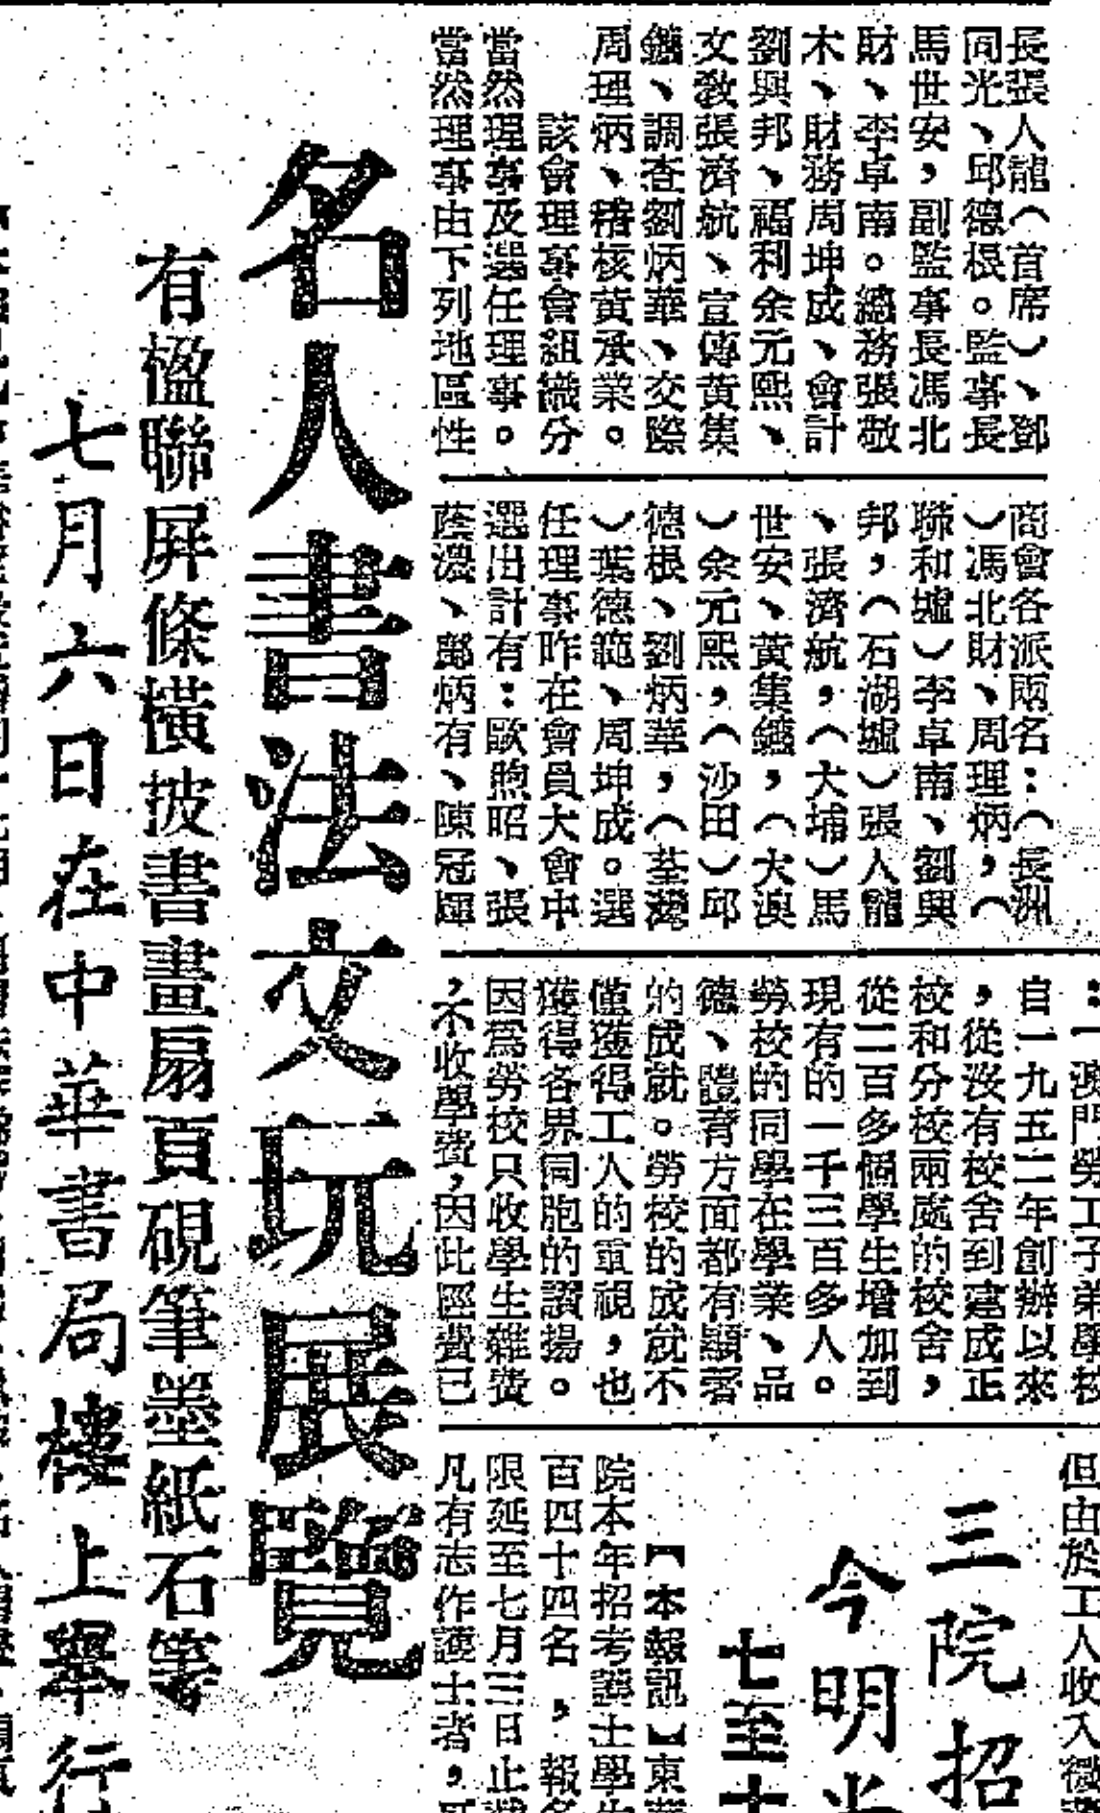 長張人龍（首席）、鄧
同光、邱德根。監事長
馬世安，副監事長馮北
財、李卓南。總務張敬
木、財務周坤成、會計
劉興邦、福利余元熙、
文教張濟航、宣傳黃集
鑣、調查劉炳華、交際
周理炳、稽核黃承業。
該會理事會組織分
當然理事及選任理事。
當然理事由下列地區性
商會各派兩名：（長洲
）馮北財、周理炳，（
聯和墟）李卓南、劉興
邦，（石湖墟）張人龍
、張濟航，（大埔）馬
世安、黃集鑣，（大澳
）余元熙，（沙田）邱
德根、劉炳華，（荃灣
）葉德範、周坤成。選
任理事昨在會員大會中
選出計有：歐煦昭、張
蔭濃、鄺炳有、陳冠雄
：「澳門勞工子弟學校
自一九五二年創辦以來
，從沒有校舍到建成正
校和分校兩處的校舍，
從二百多個學生增加到
現有的一千三百多人。
勞校的同學在學業、品
德、體育方面都有顯著
的成就。勞校的成就不
僅獲得工人的重視，也
獲得各界同胞的讚揚。
因為勞校只收學生雜費
，不收學費，因此經費已
但由於工人收入微
三院招
今明
七至
【本報訊】東
院本年招考護士學生
百四十四名，報名
限延至七月三日止
凡有志作護士者，
名人書法文玩展覽
有楹聯屏條橫披書畫扇頁硯筆墨紙石等
七月六日在中華書局樓上舉行